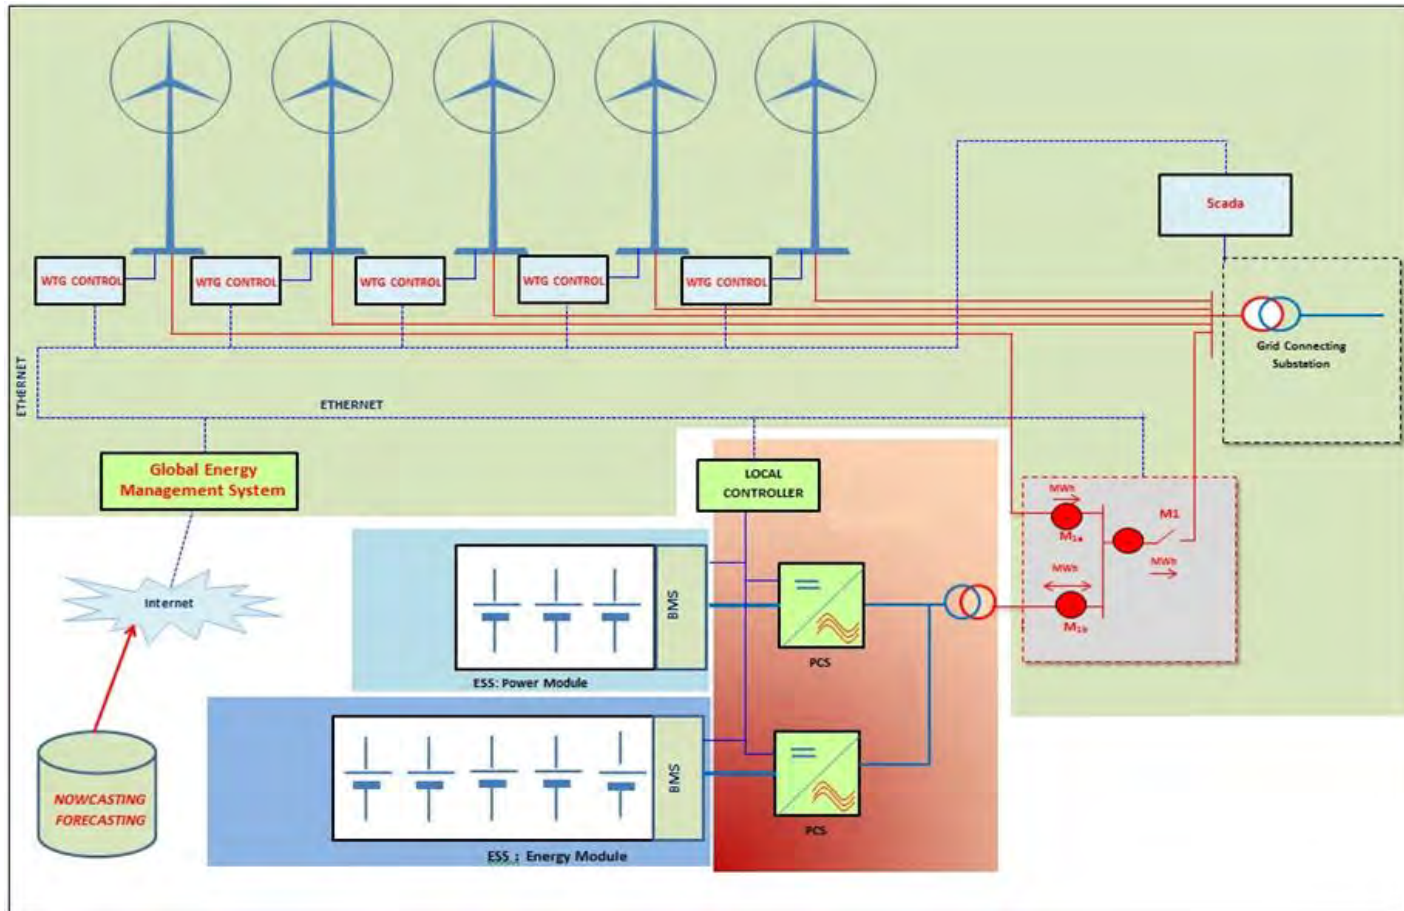 Scada
WTG CONTROL
WTG CONTROL
WTG CONTROL
WTG CONTROL
WTG CONTROL
Grid Connecting
Substation
ETHERNET
ETHERNET
Global Energy
Management System
LOCAL
CONTROLLER
MWh
M1
M1a
MWh
MWh
M1b
Internet
BMS
PCS
ESS: Power Module
BMS
PCS
ESS : Energy Module
NOWCASTING
FORECASTING